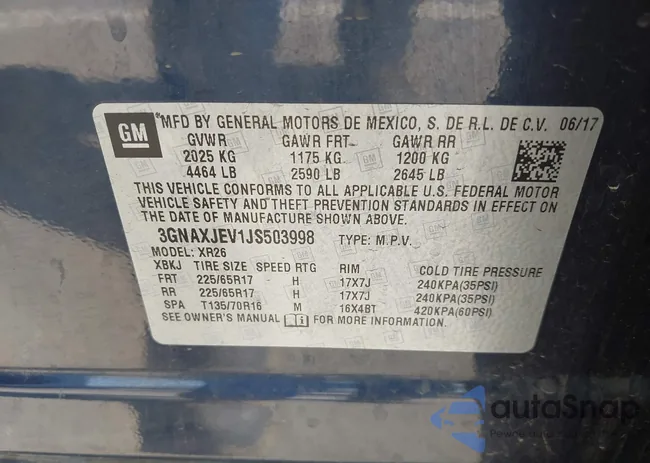 GM
*MFD BY GENERAL MOTORS DE MEXICO, S. DE R.L. DE C.V. 06/17
GVWR GAWR FRT GAWR RR
2025 KG 1175 KG 1200 KG
4464 LB 2590 LB 2645 LB
THIS VEHICLE CONFORMS TO ALL APPLICABLE U.S. FEDERAL MOTOR
VEHICLE SAFETY AND THEFT PREVENTION STANDARDS IN EFFECT ON
THE DATE OF MANUFACTURE SHOWN ABOVE.
3GNAXJEV1JS503998 TYPE: M.P.V.
MODEL: XR26
XBKJ TIRE SIZE SPEED RTG RIM COLD TIRE PRESSURE
FRT 225/65R17 H 17X7J 240KPA(35PSI)
RR 225/65R17 H 17X7J 240KPA(35PSI)
SPA T135/70R16 M 16X4BT 420KPA(60PSI)
SEE OWNER'S MANUAL FOR MORE INFORMATION.
autoSnap
Powered by